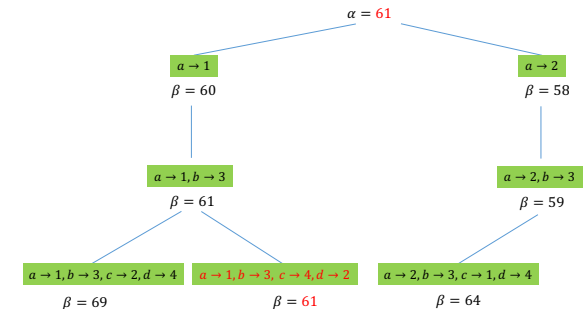 α = 61
a → 1
a → 2
β = 60
β = 58
a → 1, b → 3
a → 2, b → 3
β = 61
β = 59
a → 1, b → 3, c → 2, d → 4
a → 1, b → 3, c → 4, d → 2
a → 2, b → 3, c → 1, d → 4
β = 69
β = 61
β = 64